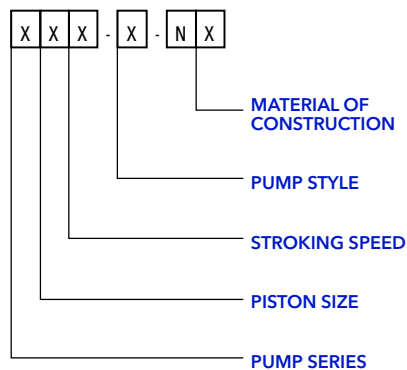 X X X - X - N X
MATERIAL OF
CONSTRUCTION
PUMP STYLE
STROKING SPEED
PISTON SIZE
PUMP SERIES